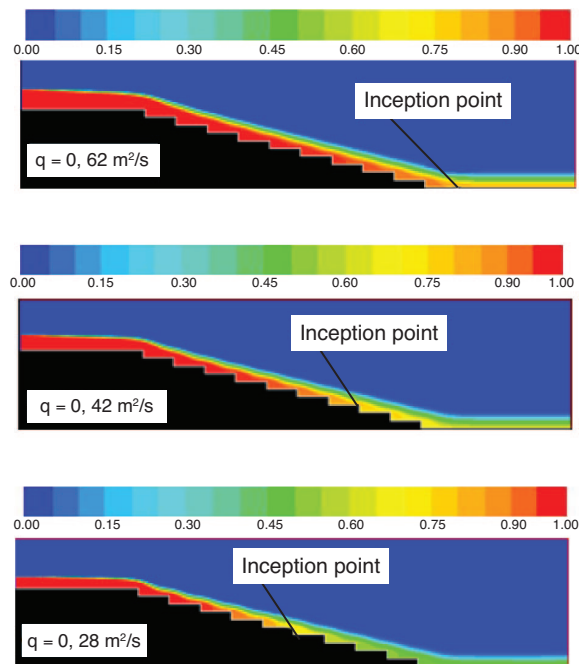 0.00 0.15 0.30 0.45 0.60 0.75 0.90 1.00
Inception point
q = 0, 62 m²/s
0.00 0.15 0.30 0.45 0.60 0.75 0.90 1.00
Inception point
q = 0, 42 m²/s
0.00 0.15 0.30 0.45 0.60 0.75 0.90 1.00
Inception point
q = 0, 28 m²/s